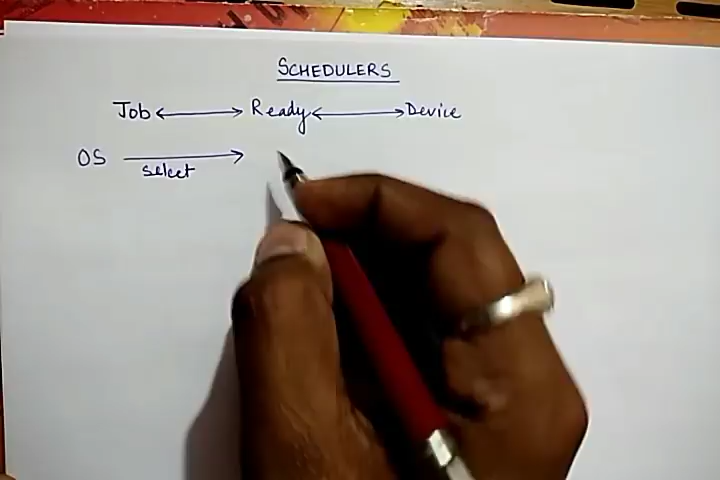 SCHEDULERS
Job ⟷ Ready ⟷ Device
OS ⟶ select